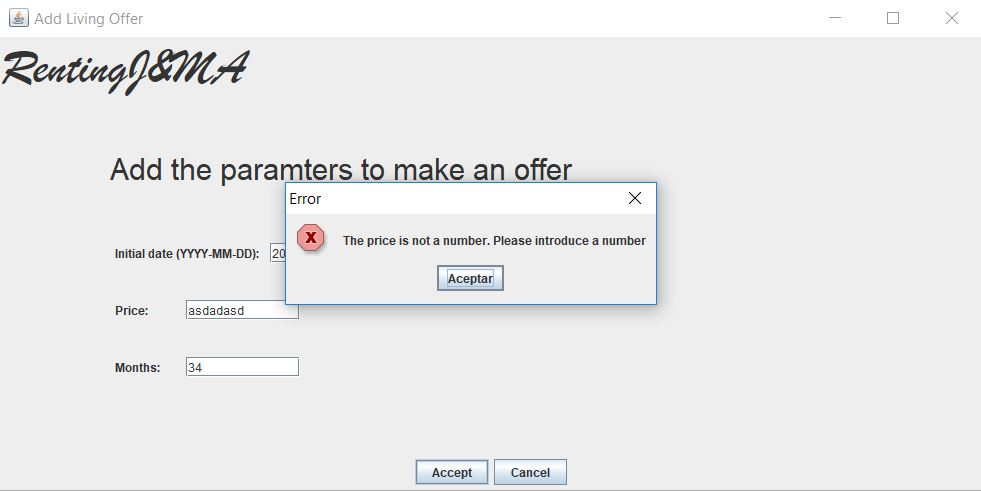 Add Living Offer
RentingJ&MA
Add the paramters to make an offer
Error
The price is not a number. Please introduce a number
Aceptar
Initial date (YYYY-MM-DD): 20
Price: asdadasd
Months: 34
Accept Cancel